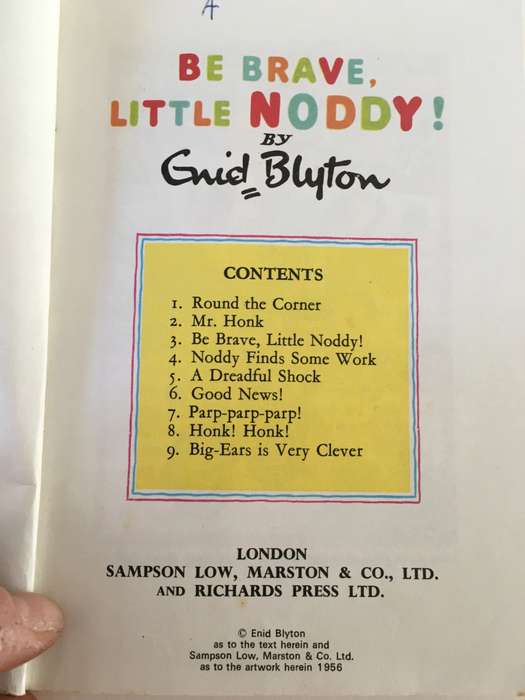 A
BE BRAVE,
LITTLE NODDY!
BY
Enid Blyton
CONTENTS
1. Round the Corner
2. Mr. Honk
3. Be Brave, Little Noddy!
4. Noddy Finds Some Work
5. A Dreadful Shock
6. Good News!
7. Parp-parp-parp!
8. Honk! Honk!
9. Big-Ears is Very Clever
LONDON
SAMPSON LOW, MARSTON & CO., LTD.
AND RICHARDS PRESS LTD.
© Enid Blyton
as to the text herein and
Sampson Low, Marston & Co. Ltd.
as to the artwork herein 1956